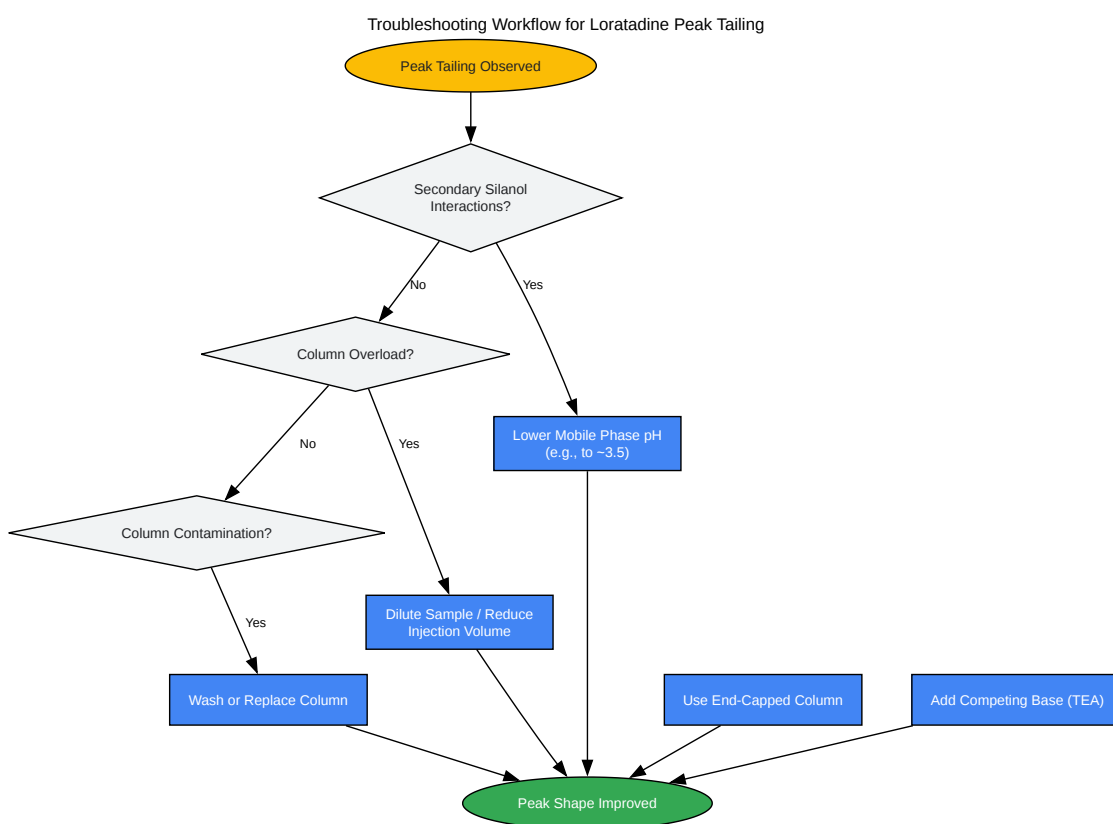 Troubleshooting Workflow for Loratadine Peak Tailing
Peak Tailing Observed
Secondary Silanol
Interactions?
No
Yes
Column Overload?
Lower Mobile Phase pH
(e.g., to ~3.5)
No
Yes
Column Contamination?
Dilute Sample / Reduce
Injection Volume
Yes
Wash or Replace Column
Use End-Capped Column
Add Competing Base (TEA)
Peak Shape Improved